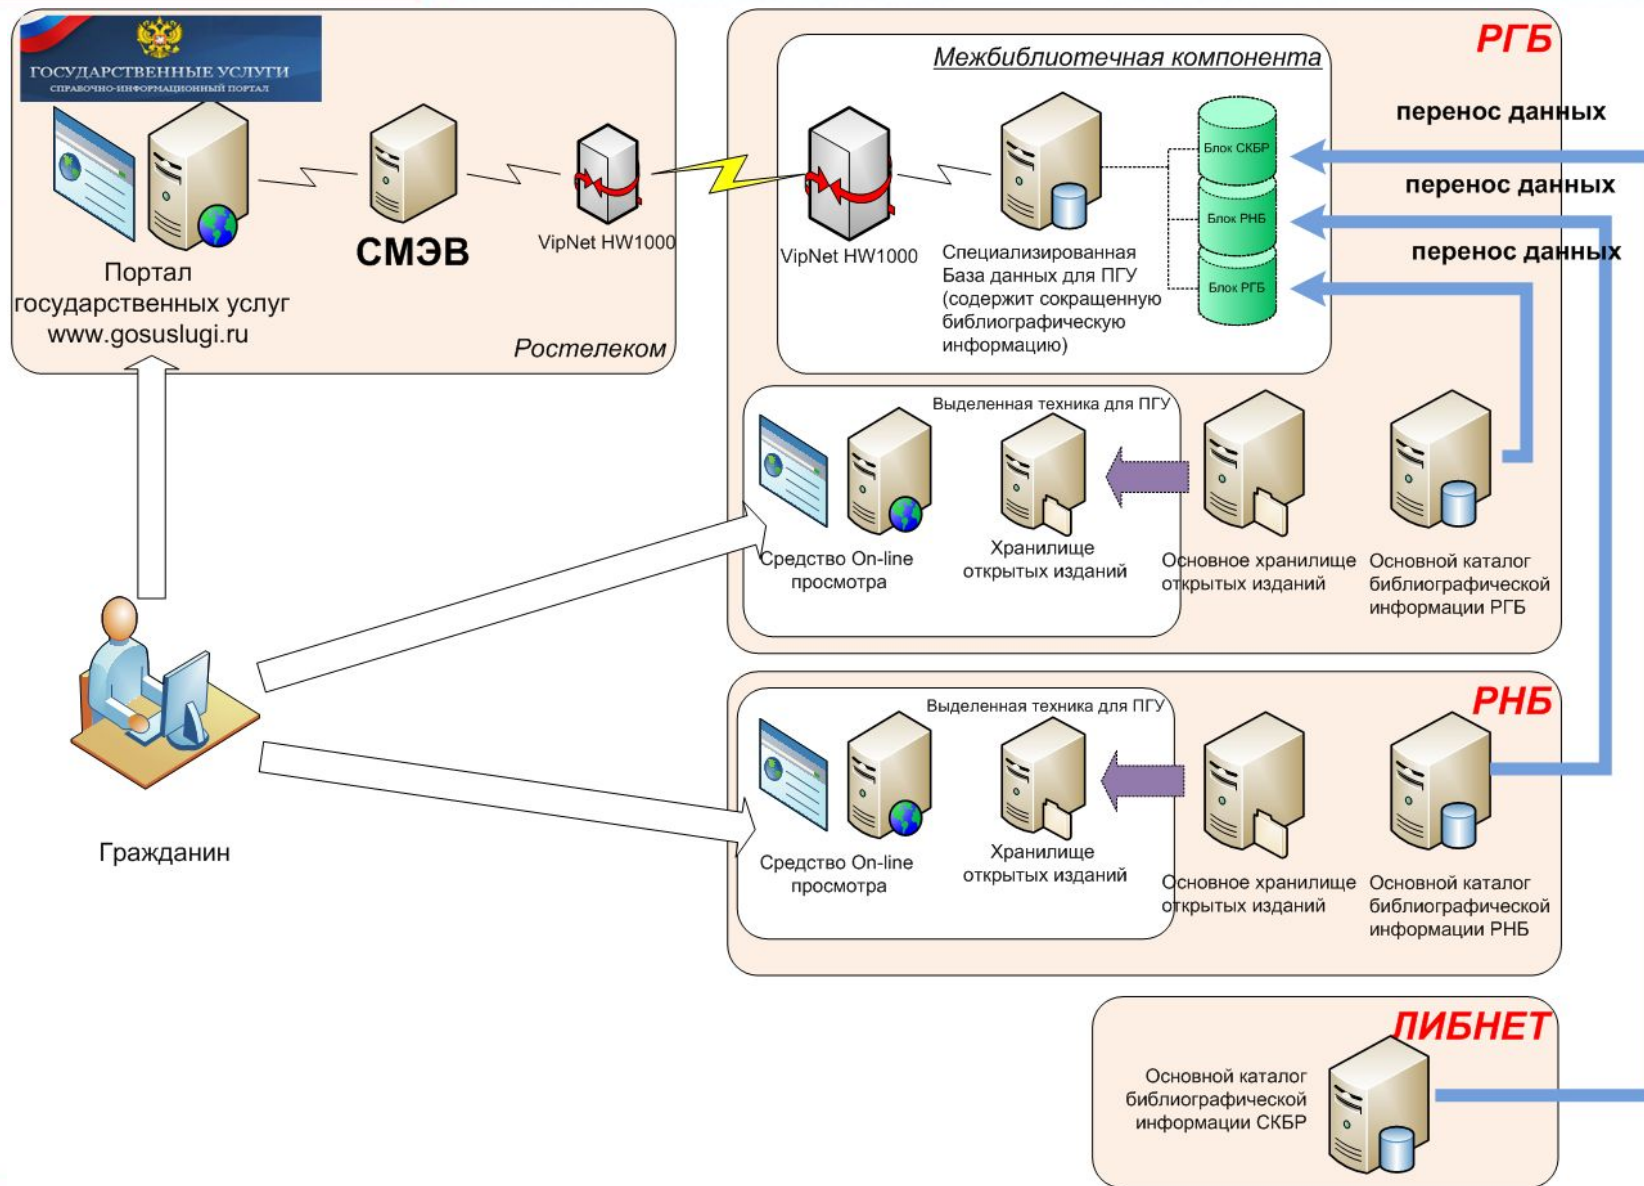 ГОСУДАРСТВЕННЫЕ УСЛУГИ
СПРАВОЧНО-ИНФОРМАЦИОННЫЙ ПОРТАЛ
Портал
государственных услуг
www.gosuslugi.ru
СМЭВ
VipNet HW1000
Ростелеком
РГБ
Межбиблиотечная компонента
VipNet HW1000
Специализированная
База данных для ПГУ
(содержит сокращенную
библиографическую
информацию)
Блок СКБР
Блок РНБ
Блок РГБ
перенос данных
перенос данных
перенос данных
Выделенная техника для ПГУ
Средство On-line
просмотра
Хранилище
открытых изданий
Основное хранилище
открытых изданий
Основной каталог
библиографической
информации РГБ
Гражданин
РНБ
Выделенная техника для ПГУ
Средство On-line
просмотра
Хранилище
открытых изданий
Основное хранилище
открытых изданий
Основной каталог
библиографической
информации РНБ
ЛИБНЕТ
Основной каталог
библиографической
информации СКБР